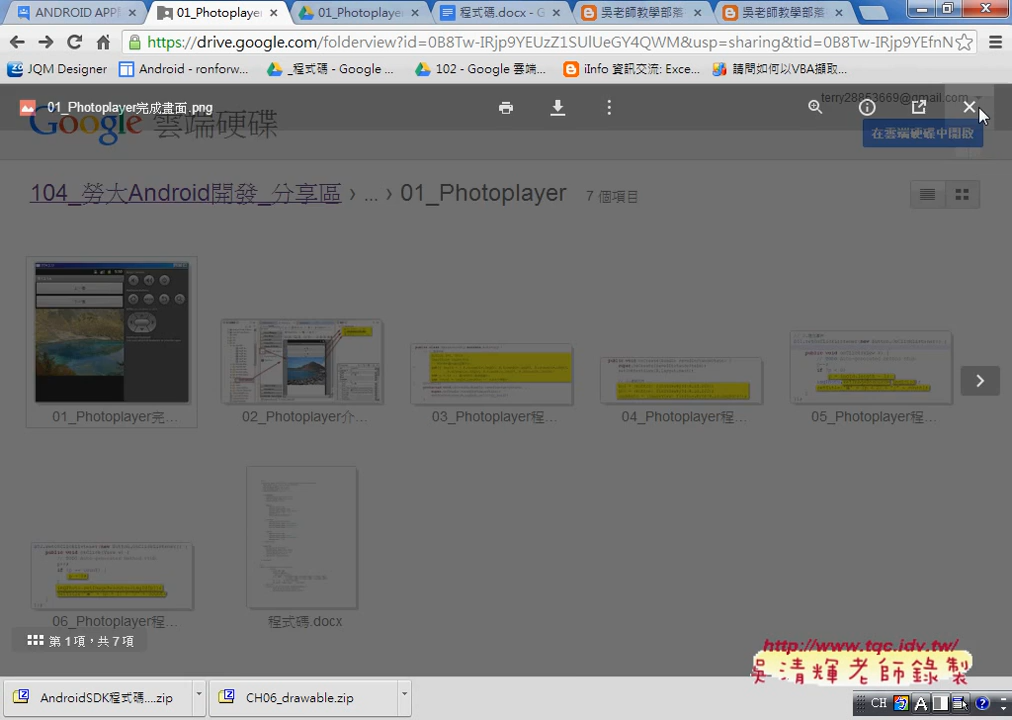 ANDROID APP
01_Photoplayer
01_Photoplayer
程式碼.docx - G
吳老師教學部落
吳老師教學部落
https://drive.google.com/folderview?id=0B8Tw-IRjp9YEUzZ1SUlUeGY4QWM&usp=sharing&tid=0B8Tw-IRjp9YEfnN
JQM Designer
Android - ronforw...
_程式碼 - Google ...
102 - Google 雲端...
iInfo 資訊交流: Exce...
請問如何以VBA擷取...
01_Photoplayer完成畫面.png
terry28853669@gmail.com
Google 雲端硬碟
在雲端硬碟中開啟
104_勞大Android開發_分享區 › ... › 01_Photoplayer
7 個項目
01_Photoplayer完...
02_Photoplayer介...
03_Photoplayer程...
04_Photoplayer程...
05_Photoplayer程...
06_Photoplayer程...
程式碼.docx
第 1 項，共 7 項
http://www.tqc.idv.tw/
吳清輝老師錄製
AndroidSDK程式碼....zip
CH06_drawable.zip
CH